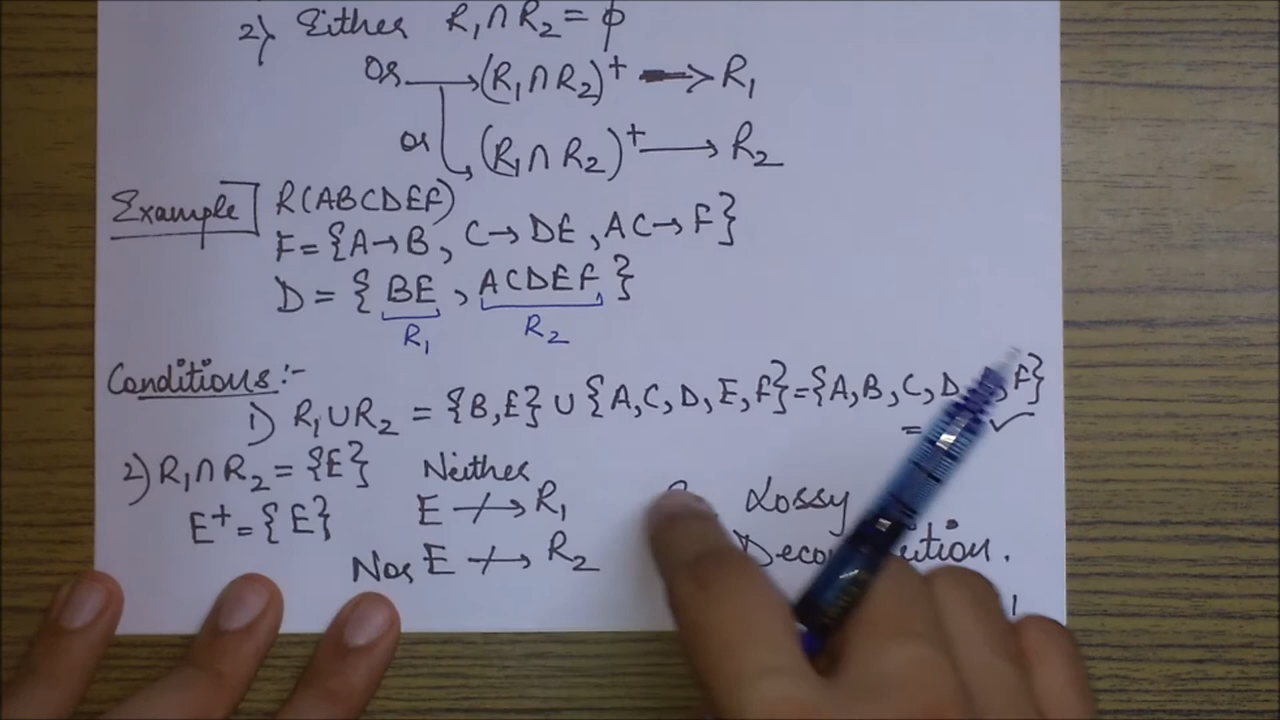 2) Either R₁∩R₂ = ϕ
Or → (R₁∩R₂)⁺ → R₁
or (R₁∩R₂)⁺ → R₂
Example R(ABCDEF)
F = {A→B, C→DE, AC→F}
D = {BE, ACDEF}
R₁ R₂
Conditions:-
1) R₁∪R₂ = {B,E} ∪ {A,C,D,E,F} = {A,B,C,D, ,F}
= ✓
2) R₁∩R₂ = {E} Neither
E⁺ = {E} E ↛ R₁ Lossy
Nor E ↛ R₂